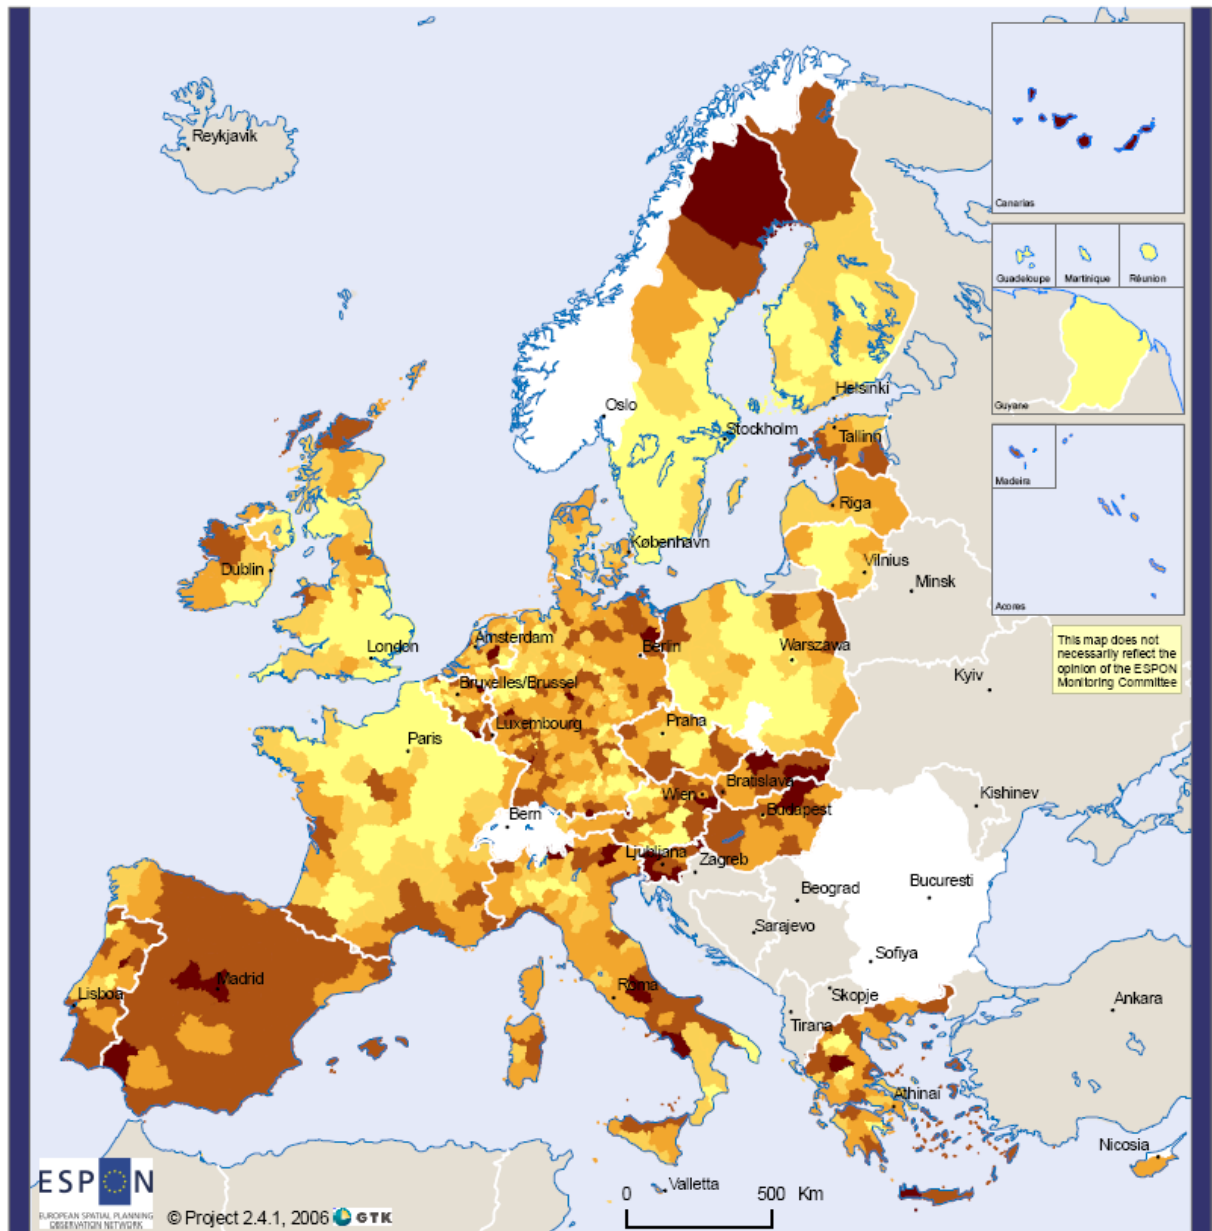 Reykjavik
Canarias
Guadeloupe
Martinique
Réunion
Guyane
Madeira
Acores
This map does not
necessarily reflect the
opinion of the ESPON
Monitoring Committee
Oslo
Helsinki
Stockholm
Tallinn
Riga
København
Vilnius
Minsk
Dublin
London
Amsterdam
Berlin
Warszawa
Bruxelles/Brussel
Kyiv
Luxembourg
Praha
Paris
Wien
Bratislava
Budapest
Kishinev
Bern
Ljubljana
Zagreb
Beograd
Bucuresti
Sarajevo
Sofiya
Madrid
Lisboa
Roma
Skopje
Tirana
Ankara
Athinai
Nicosia
Valletta
0 500 Km
ESPON
EUROPEAN SPATIAL PLANNING
OBSERVATION NETWORK
© Project 2.4.1, 2006 GTK